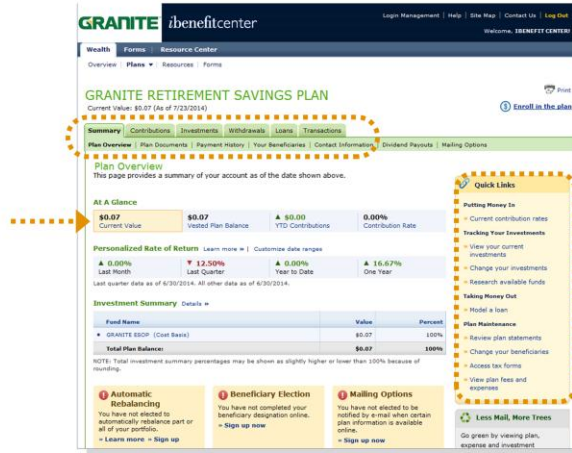 GRANITE ibenefitcenter
Login Management | Help | Site Map | Contact Us | Log Out
Welcome, IBENEFIT CENTER!
Wealth Forms Resource Center
Overview | Plans ▼ | Resources | Forms
Print
GRANITE RETIREMENT SAVINGS PLAN
Current Value: $0.07 (As of 7/23/2014)
Enroll in the plan
Summary Contributions Investments Withdrawals Loans Transactions
Plan Overview | Plan Documents | Payment History | Your Beneficiaries | Contact Information | Dividend Payouts | Mailing Options
Plan Overview
This page provides a summary of your account as of the date shown above.
At A Glance
$0.07 $0.07 ▲ $0.00 0.00%
Current Value Vested Plan Balance YTD Contributions Contribution Rate
Personalized Rate of Return Learn more » | Customize date ranges
▲ 0.00% ▼ 12.50% ▲ 0.00% ▲ 16.67%
Last Month Last Quarter Year to Date One Year
Last quarter date as of 6/30/2014. All other data as of 6/30/2014.
Investment Summary Details »
Fund Name Value Percent
GRANITE ESOP (Cost Basis) $0.07 100%
Total Plan Balance: $0.07 100%
NOTE: Total investment summary percentages may be shown as slightly higher or lower than 100% because of
rounding.
Automatic
Rebalancing
You have not elected to
automatically rebalance part or
all of your portfolio.
» Learn more » Sign up
Beneficiary Election
You have not completed your
beneficiary designation online.
» Sign up now
Mailing Options
You have not elected to be
notified by e-mail when certain
plan information is available
online.
» Sign up now
Quick Links
Putting Money In
» Current contribution rates
Tracking Your Investments
» View your current
investments
» Change your investments
» Research available funds
Taking Money Out
» Model a loan
Plan Maintenance
» Review plan statements
» Change your beneficiaries
» Access tax forms
» View plan fees and
expenses
Less Mail, More Trees
Go green by viewing plan,
expense and investment